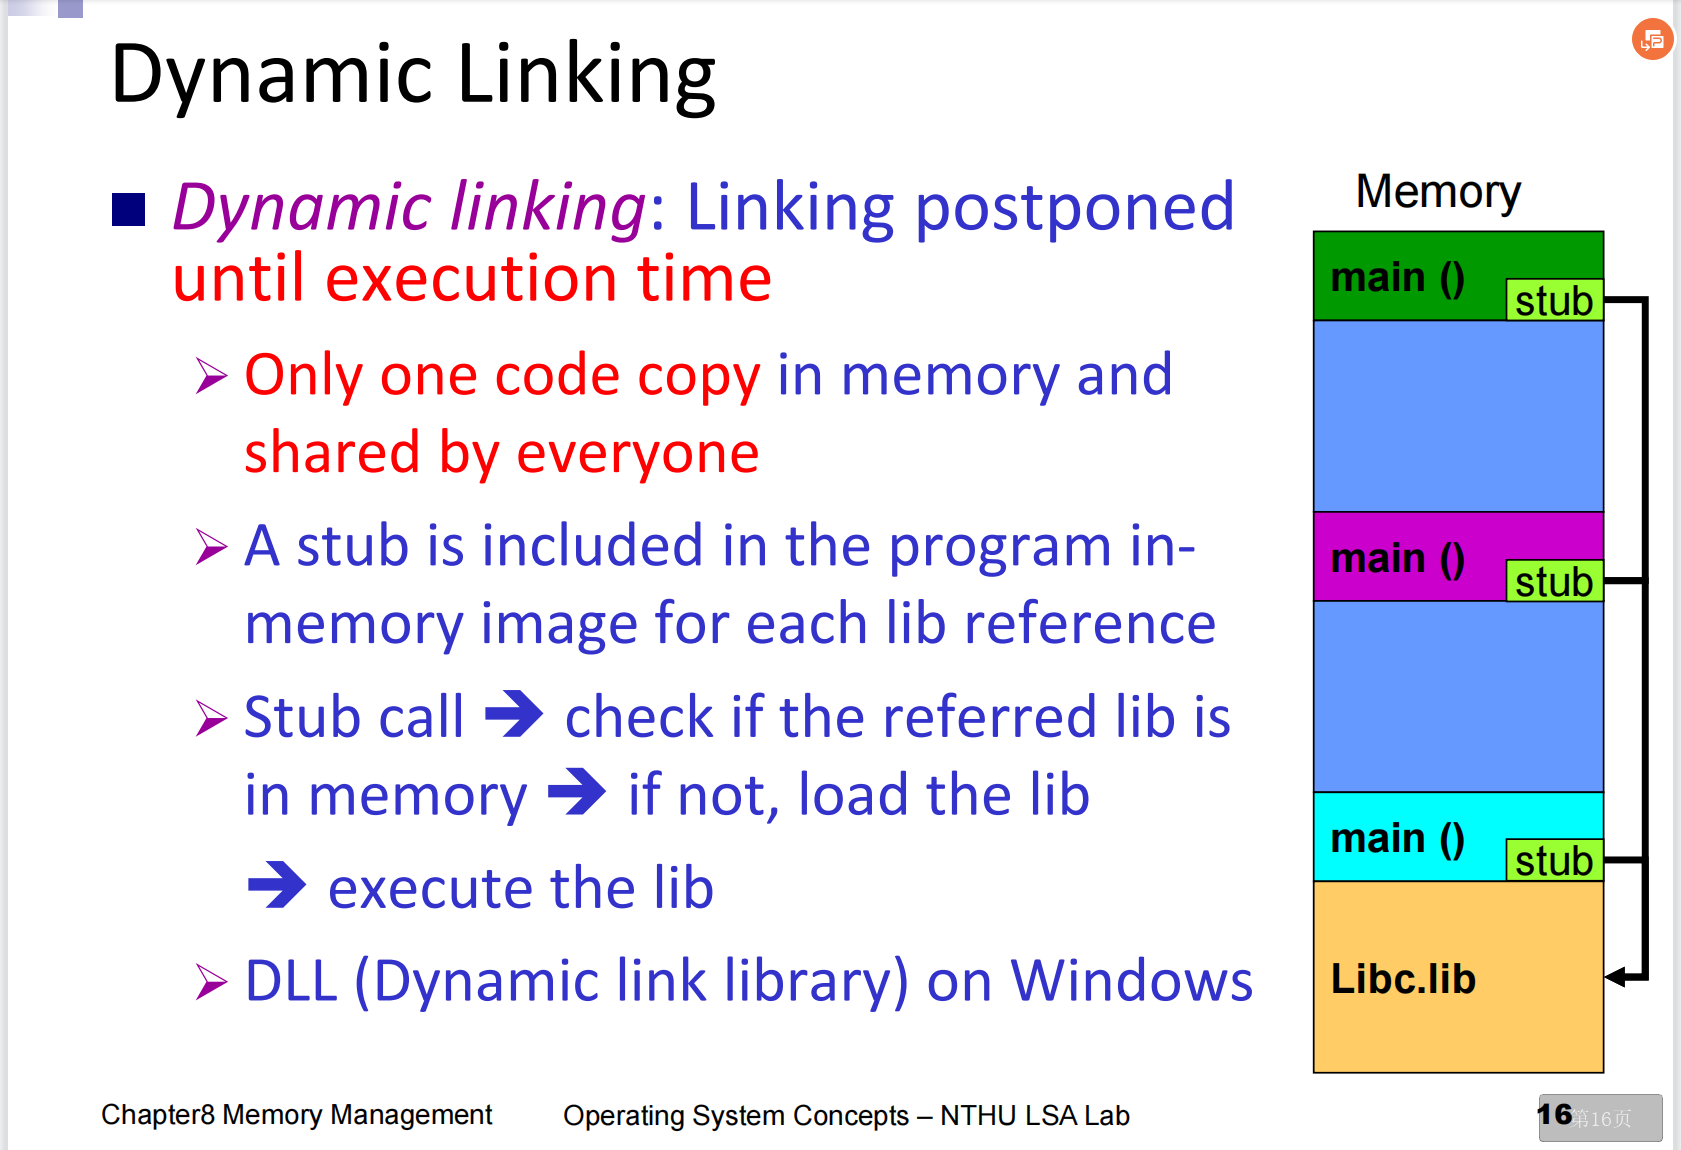 Dynamic Linking
Dynamic linking: Linking postponed
until execution time
Only one code copy in memory and
shared by everyone
A stub is included in the program in-
memory image for each lib reference
Stub call ➔ check if the referred lib is
in memory ➔ if not, load the lib
➔ execute the lib
DLL (Dynamic link library) on Windows
Memory
main ()
stub
main ()
stub
main ()
stub
Libc.lib
Chapter8 Memory Management
Operating System Concepts – NTHU LSA Lab
16
第16页